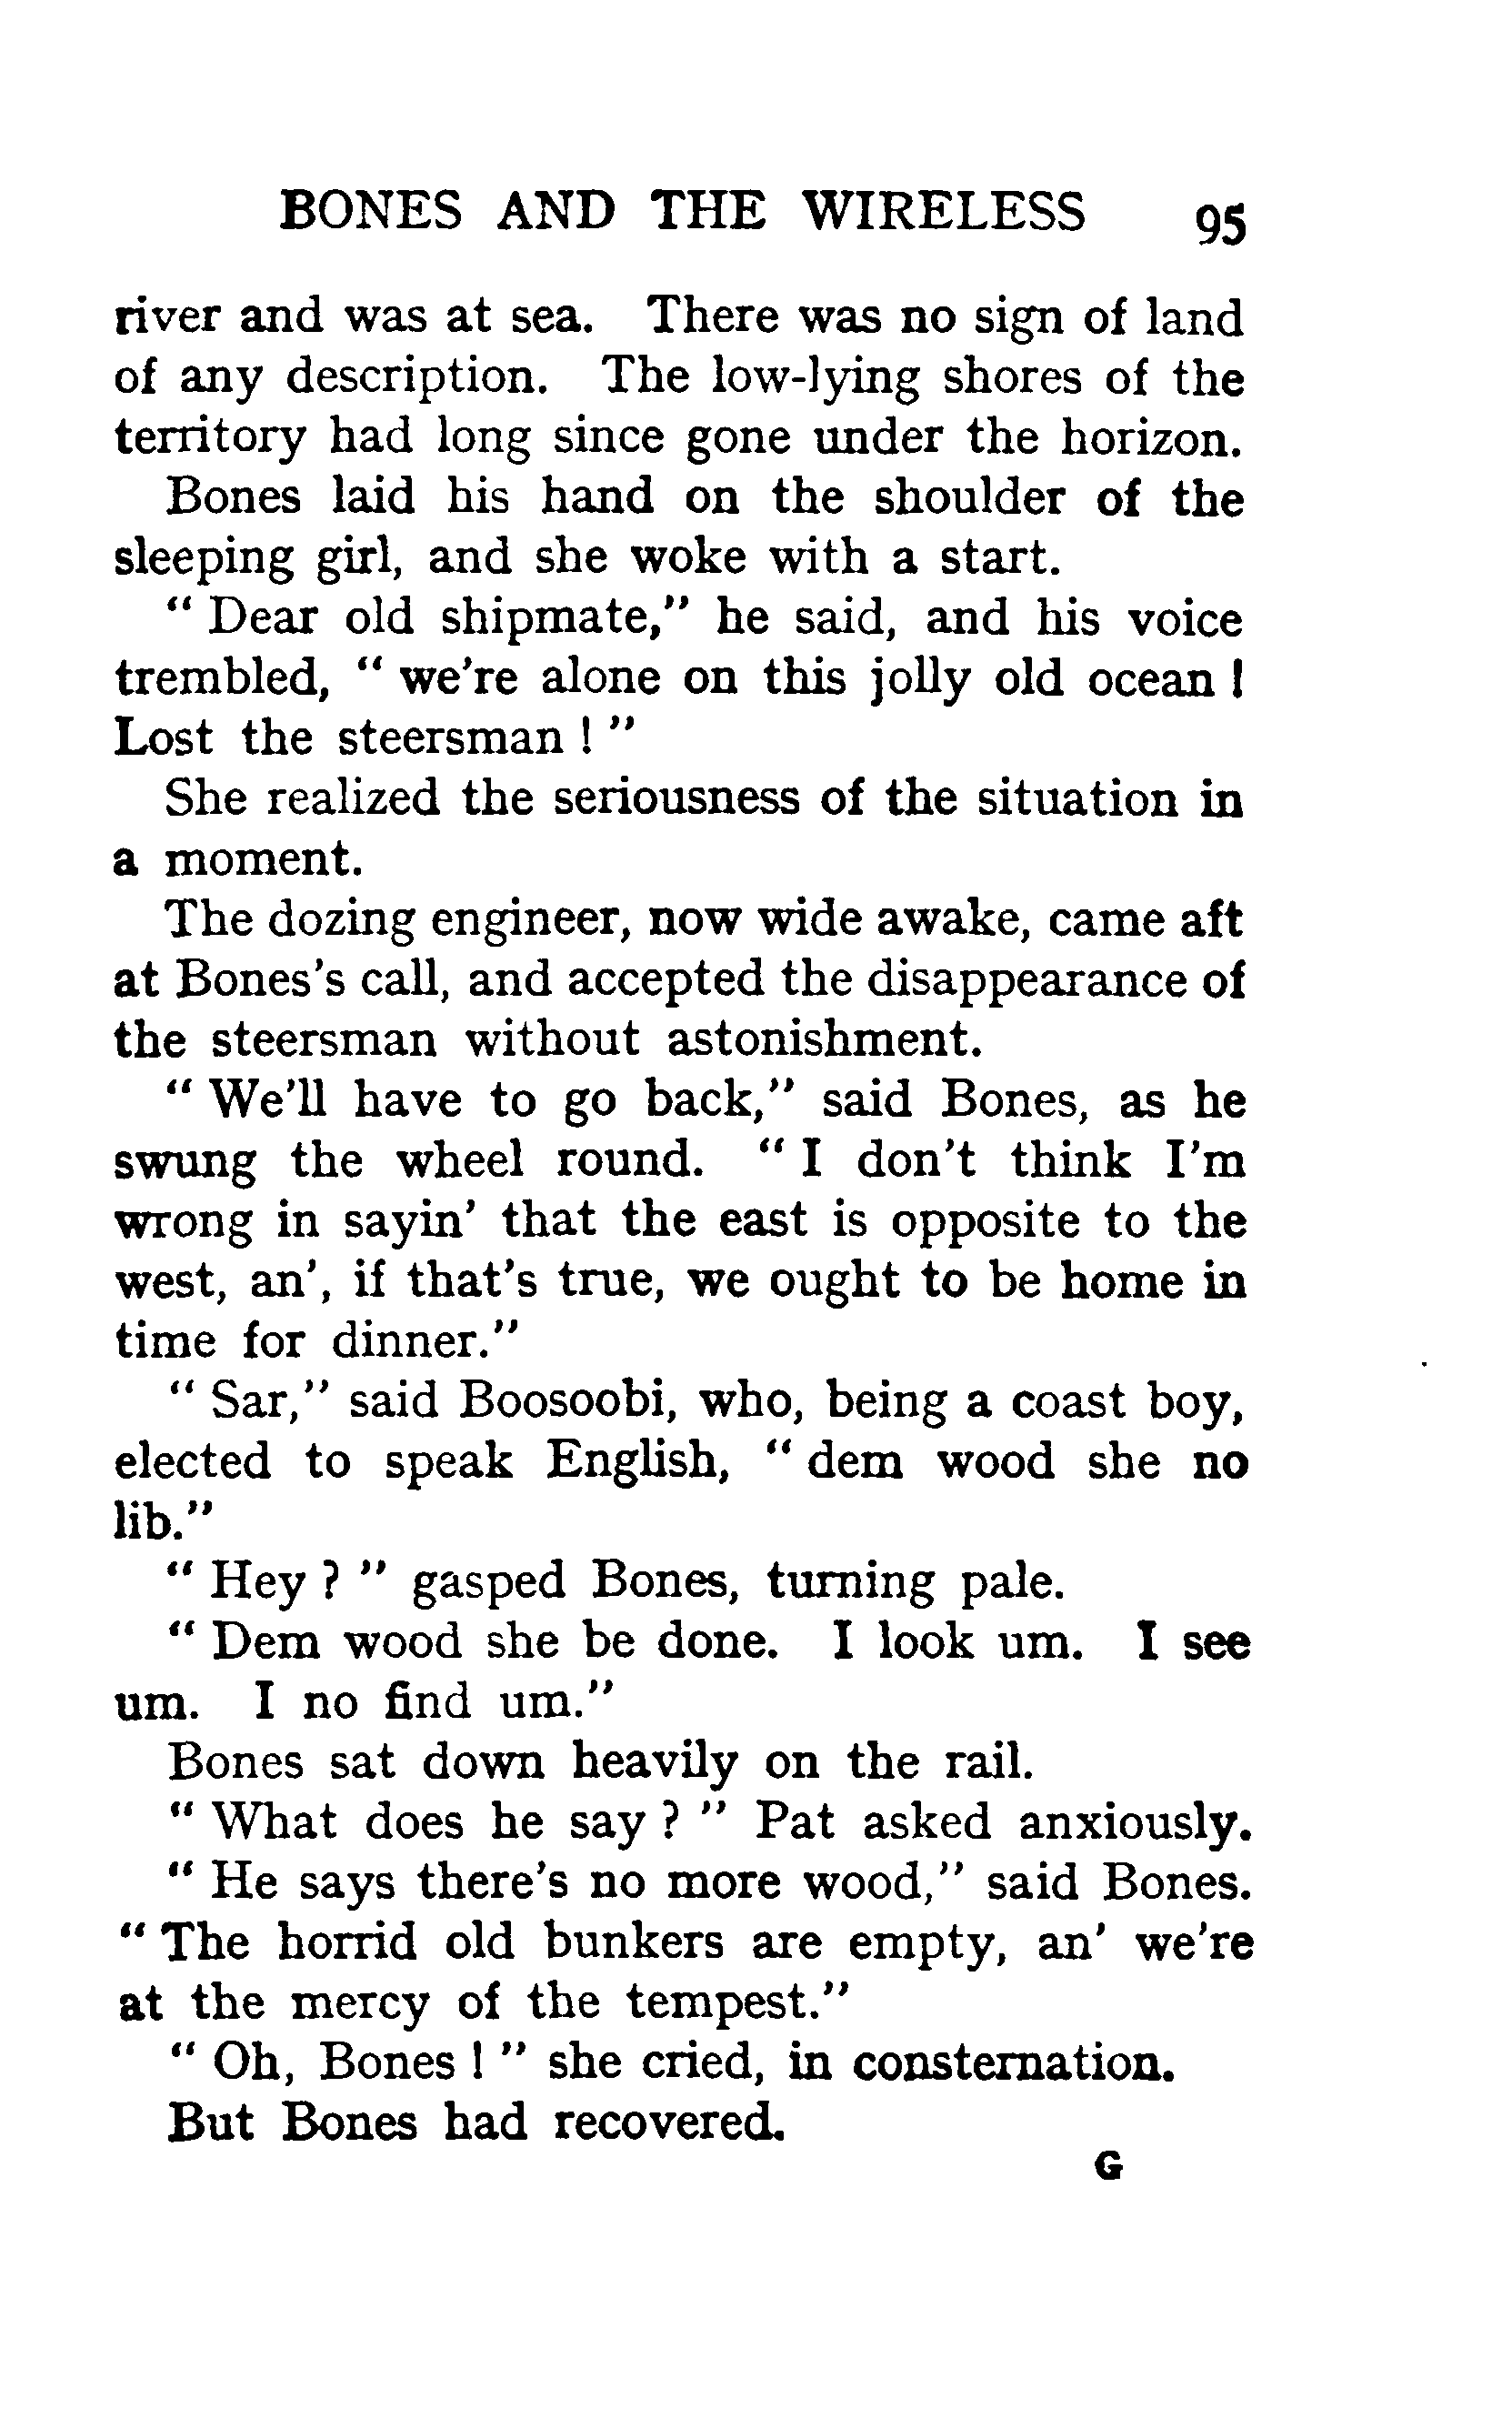 BONES AND THE WIRELESS 95
river and was at sea. There was no sign of land
of any description. The low-lying shores of the
territory had long since gone under the horizon.
Bones laid his hand on the shoulder of the
sleeping girl, and she woke with a start.
" Dear old shipmate," he said, and his voice
trembled, " we're alone on this jolly old ocean !
Lost the steersman ! "
She realized the seriousness of the situation in
a moment.
The dozing engineer, now wide awake, came aft
at Bones's call, and accepted the disappearance of
the steersman without astonishment.
" We'll have to go back," said Bones, as he
swung the wheel round. " I don't think I'm
wrong in sayin' that the east is opposite to the
west, an', if that's true, we ought to be home in
time for dinner."
" Sar," said Boosoobi, who, being a coast boy,
elected to speak English, " dem wood she no
lib."
" Hey ? " gasped Bones, turning pale.
" Dem wood she be done. I look um. I see
um. I no find um."
Bones sat down heavily on the rail.
" What does he say ? " Pat asked anxiously.
" He says there's no more wood," said Bones.
" The horrid old bunkers are empty, an' we're
at the mercy of the tempest."
" Oh, Bones ! " she cried, in consternation.
But Bones had recovered.
G